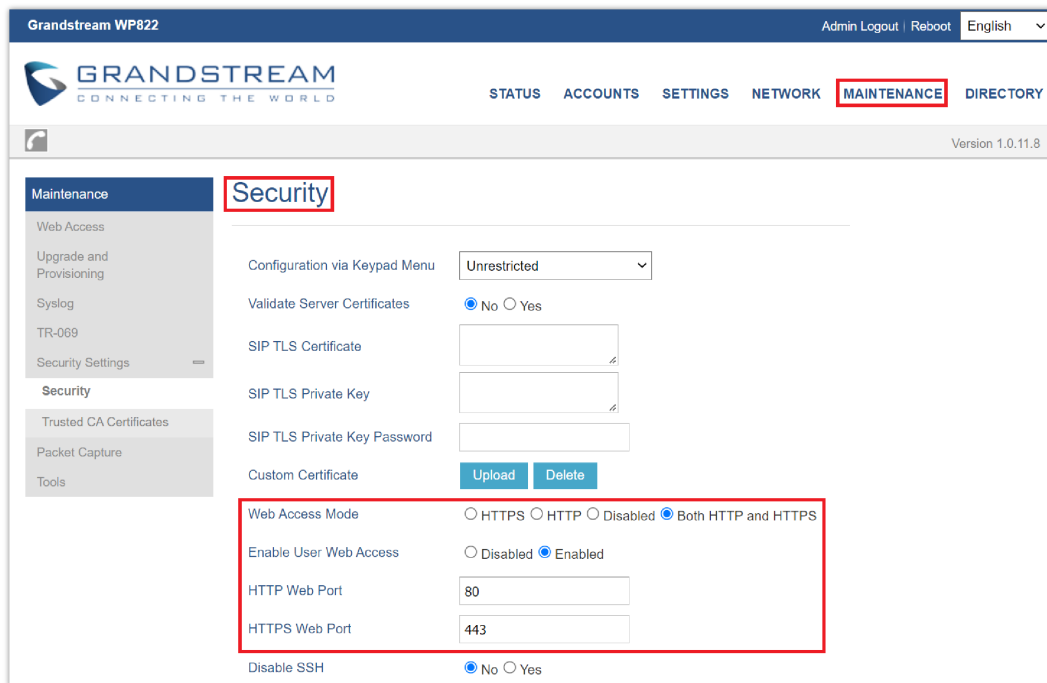 Grandstream WP822
Admin Logout | Reboot English
GRANDSTREAM
CONNECTING THE WORLD
STATUS ACCOUNTS SETTINGS NETWORK MAINTENANCE DIRECTORY
Version 1.0.11.8
Maintenance
Web Access
Upgrade and
Provisioning
Syslog
TR-069
Security Settings
Security
Trusted CA Certificates
Packet Capture
Tools
Security
Configuration via Keypad Menu Unrestricted
Validate Server Certificates No Yes
SIP TLS Certificate
SIP TLS Private Key
SIP TLS Private Key Password
Custom Certificate Upload Delete
Web Access Mode HTTPS HTTP Disabled Both HTTP and HTTPS
Enable User Web Access Disabled Enabled
HTTP Web Port 80
HTTPS Web Port 443
Disable SSH No Yes